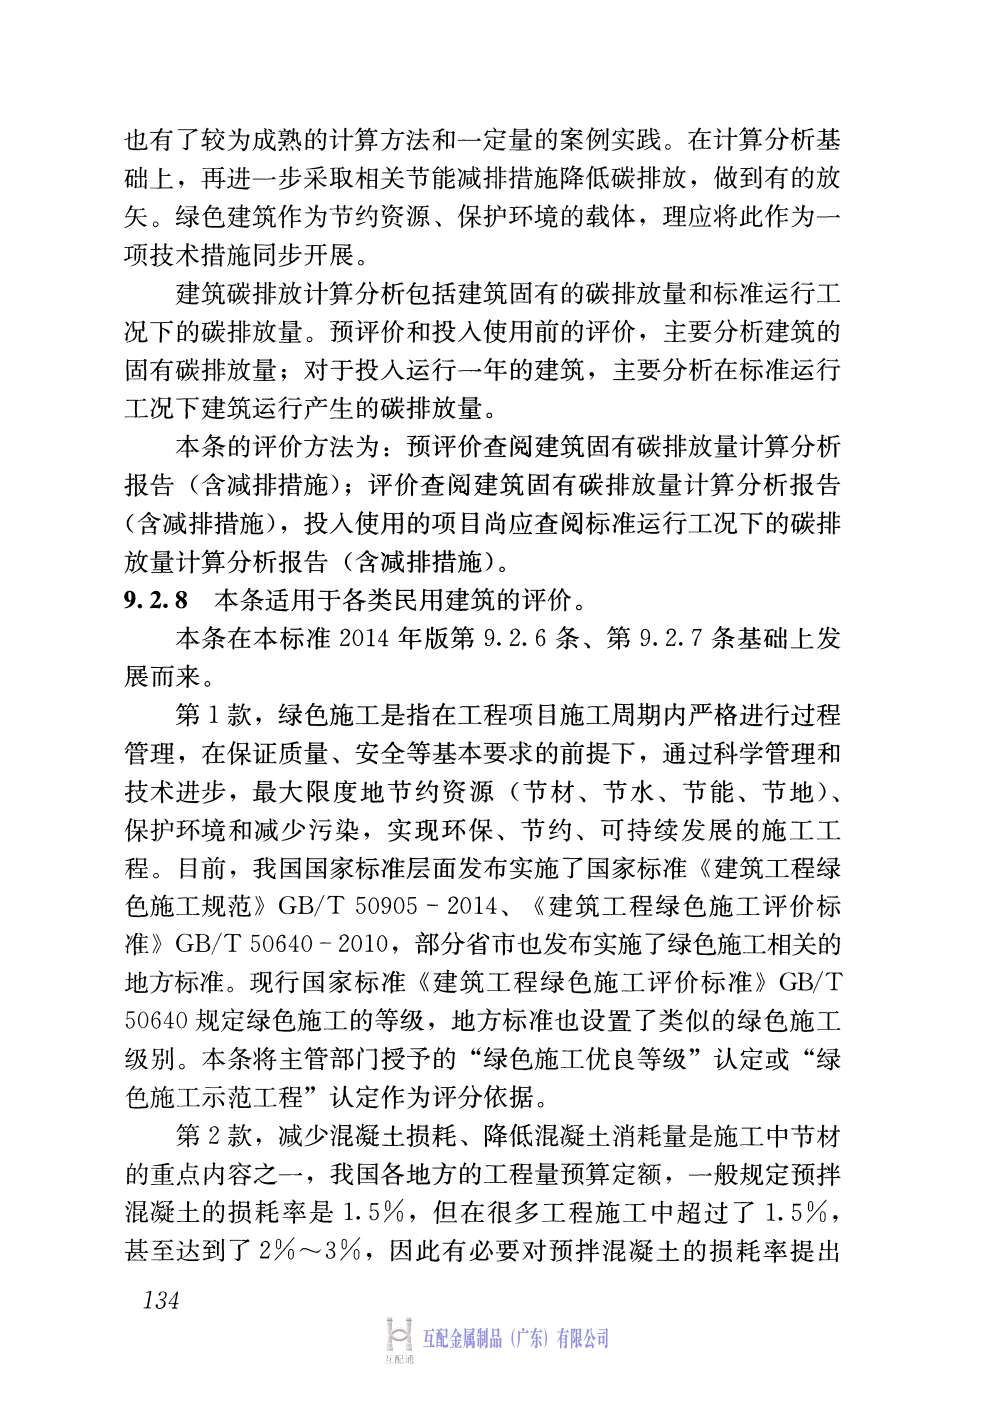 也有了较为成熟的计算方法和一定量的案例实践。在计算分析基
础上，再进一步采取相关节能减排措施降低碳排放，做到有的放
矢。绿色建筑作为节约资源、保护环境的载体，理应将此作为一
项技术措施同步开展。
建筑碳排放计算分析包括建筑固有的碳排放量和标准运行工
况下的碳排放量。预评价和投入使用前的评价，主要分析建筑的
固有碳排放量；对于投入运行一年的建筑，主要分析在标准运行
工况下建筑运行产生的碳排放量。
本条的评价方法为：预评价查阅建筑固有碳排放量计算分析
报告（含减排措施）；评价查阅建筑固有碳排放量计算分析报告
（含减排措施），投入使用的项目尚应查阅标准运行工况下的碳排
放量计算分析报告（含减排措施）。
9.2.8 本条适用于各类民用建筑的评价。
本条在本标准 2014 年版第 9.2.6 条、第 9.2.7 条基础上发
展而来。
第 1 款，绿色施工是指在工程项目施工周期内严格进行过程
管理，在保证质量、安全等基本要求的前提下，通过科学管理和
技术进步，最大限度地节约资源（节材、节水、节能、节地）、
保护环境和减少污染，实现环保、节约、可持续发展的施工工
程。目前，我国国家标准层面发布实施了国家标准《建筑工程绿
色施工规范》GB/T 50905－2014、《建筑工程绿色施工评价标
准》GB/T 50640－2010，部分省市也发布实施了绿色施工相关的
地方标准。现行国家标准《建筑工程绿色施工评价标准》GB/T
50640 规定绿色施工的等级，地方标准也设置了类似的绿色施工
级别。本条将主管部门授予的“绿色施工优良等级”认定或“绿
色施工示范工程”认定作为评分依据。
第 2 款，减少混凝土损耗、降低混凝土消耗量是施工中节材
的重点内容之一，我国各地方的工程量预算定额，一般规定预拌
混凝土的损耗率是 1.5%，但在很多工程施工中超过了 1.5%，
甚至达到了 2%～3%，因此有必要对预拌混凝土的损耗率提出
134
互配通
互配金属制品（广东）有限公司